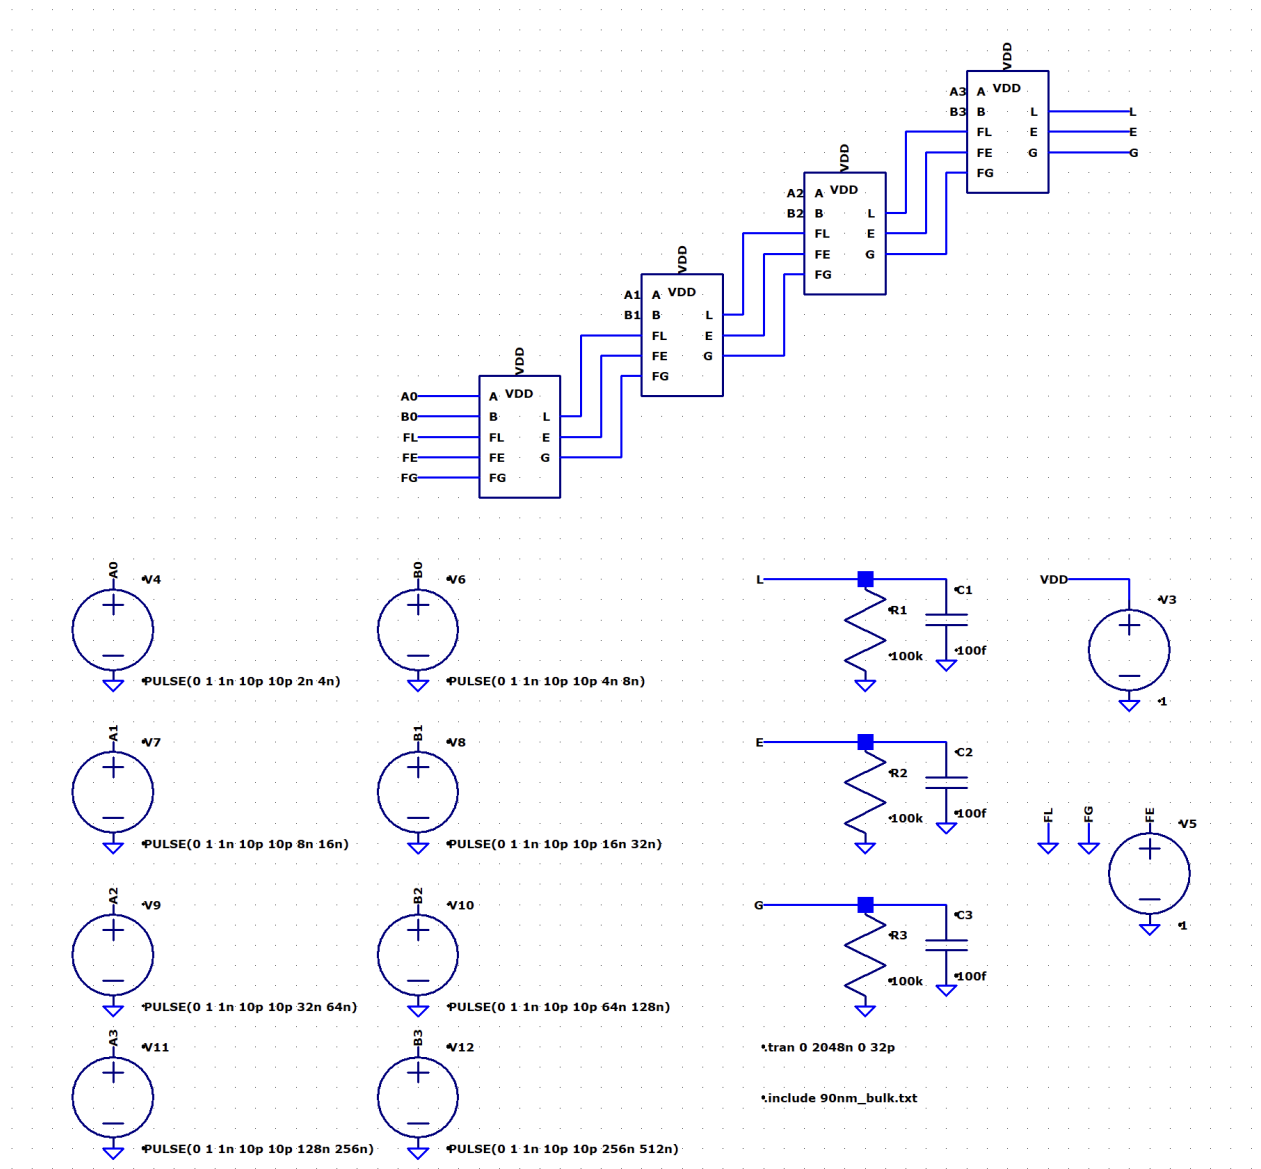 VDD
A3 A VDD
B3 B L L
FL E E
FE G G
FG
VDD
A2 A VDD
B2 B L
FL E
FE G
FG
VDD
A1 A VDD
B1 B L
FL E
FE G
FG
VDD
A0 A VDD
B0 B L
FL FL E
FE FE G
FG FG
A0 V4
PULSE(0 1 1n 10p 10p 2n 4n)
B0 V6
PULSE(0 1 1n 10p 10p 4n 8n)
L R1 C1
100k 100f
VDD V3
1
A1 V7
PULSE(0 1 1n 10p 10p 8n 16n)
B1 V8
PULSE(0 1 1n 10p 10p 16n 32n)
E R2 C2
100k 100f
FL FG FE V5
1
A2 V9
PULSE(0 1 1n 10p 10p 32n 64n)
B2 V10
PULSE(0 1 1n 10p 10p 64n 128n)
G R3 C3
100k 100f
A3 V11
PULSE(0 1 1n 10p 10p 128n 256n)
B3 V12
PULSE(0 1 1n 10p 10p 256n 512n)
.tran 0 2048n 0 32p
.include 90nm_bulk.txt